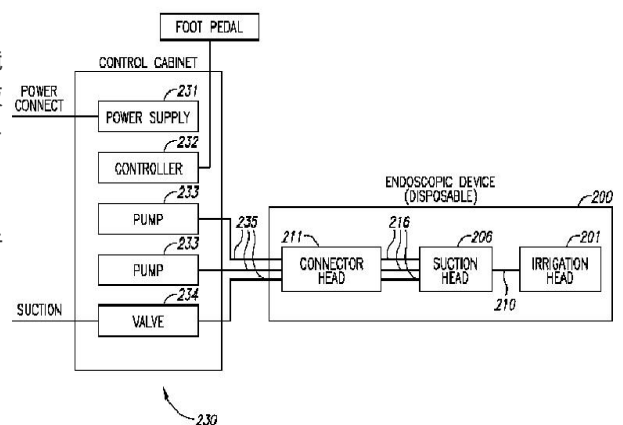 FOOT PEDAL
CONTROL CABINET
POWER
CONNECT
231
POWER SUPPLY
232
CONTROLLER
233
PUMP
233
PUMP
234
SUCTION
VALVE
230
235
ENDOSCOPIC DEVICE
(DISPOSABLE)
200
211
CONNECTOR
HEAD
216
206
SUCTION
HEAD
210
201
IRRIGATION
HEAD